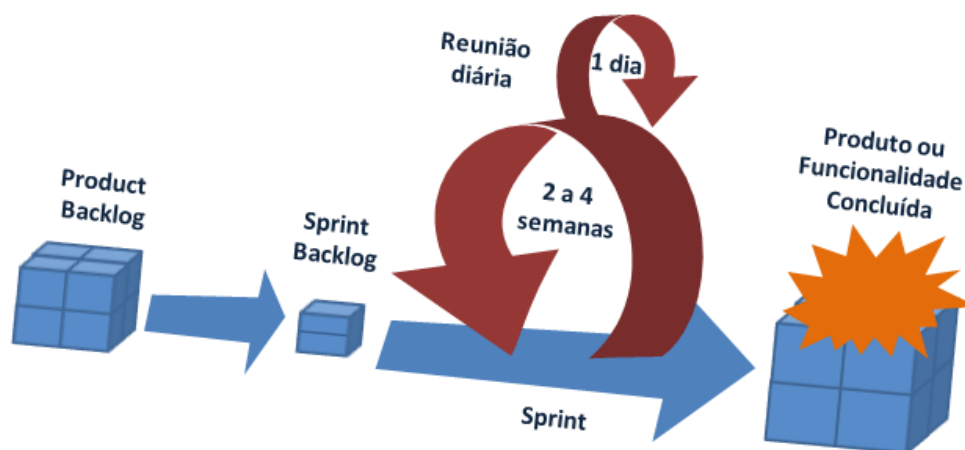 Product
Backlog
Sprint
Backlog
Reunião
diária
1 dia
2 a 4
semanas
Sprint
Produto ou
Funcionalidade
Concluída